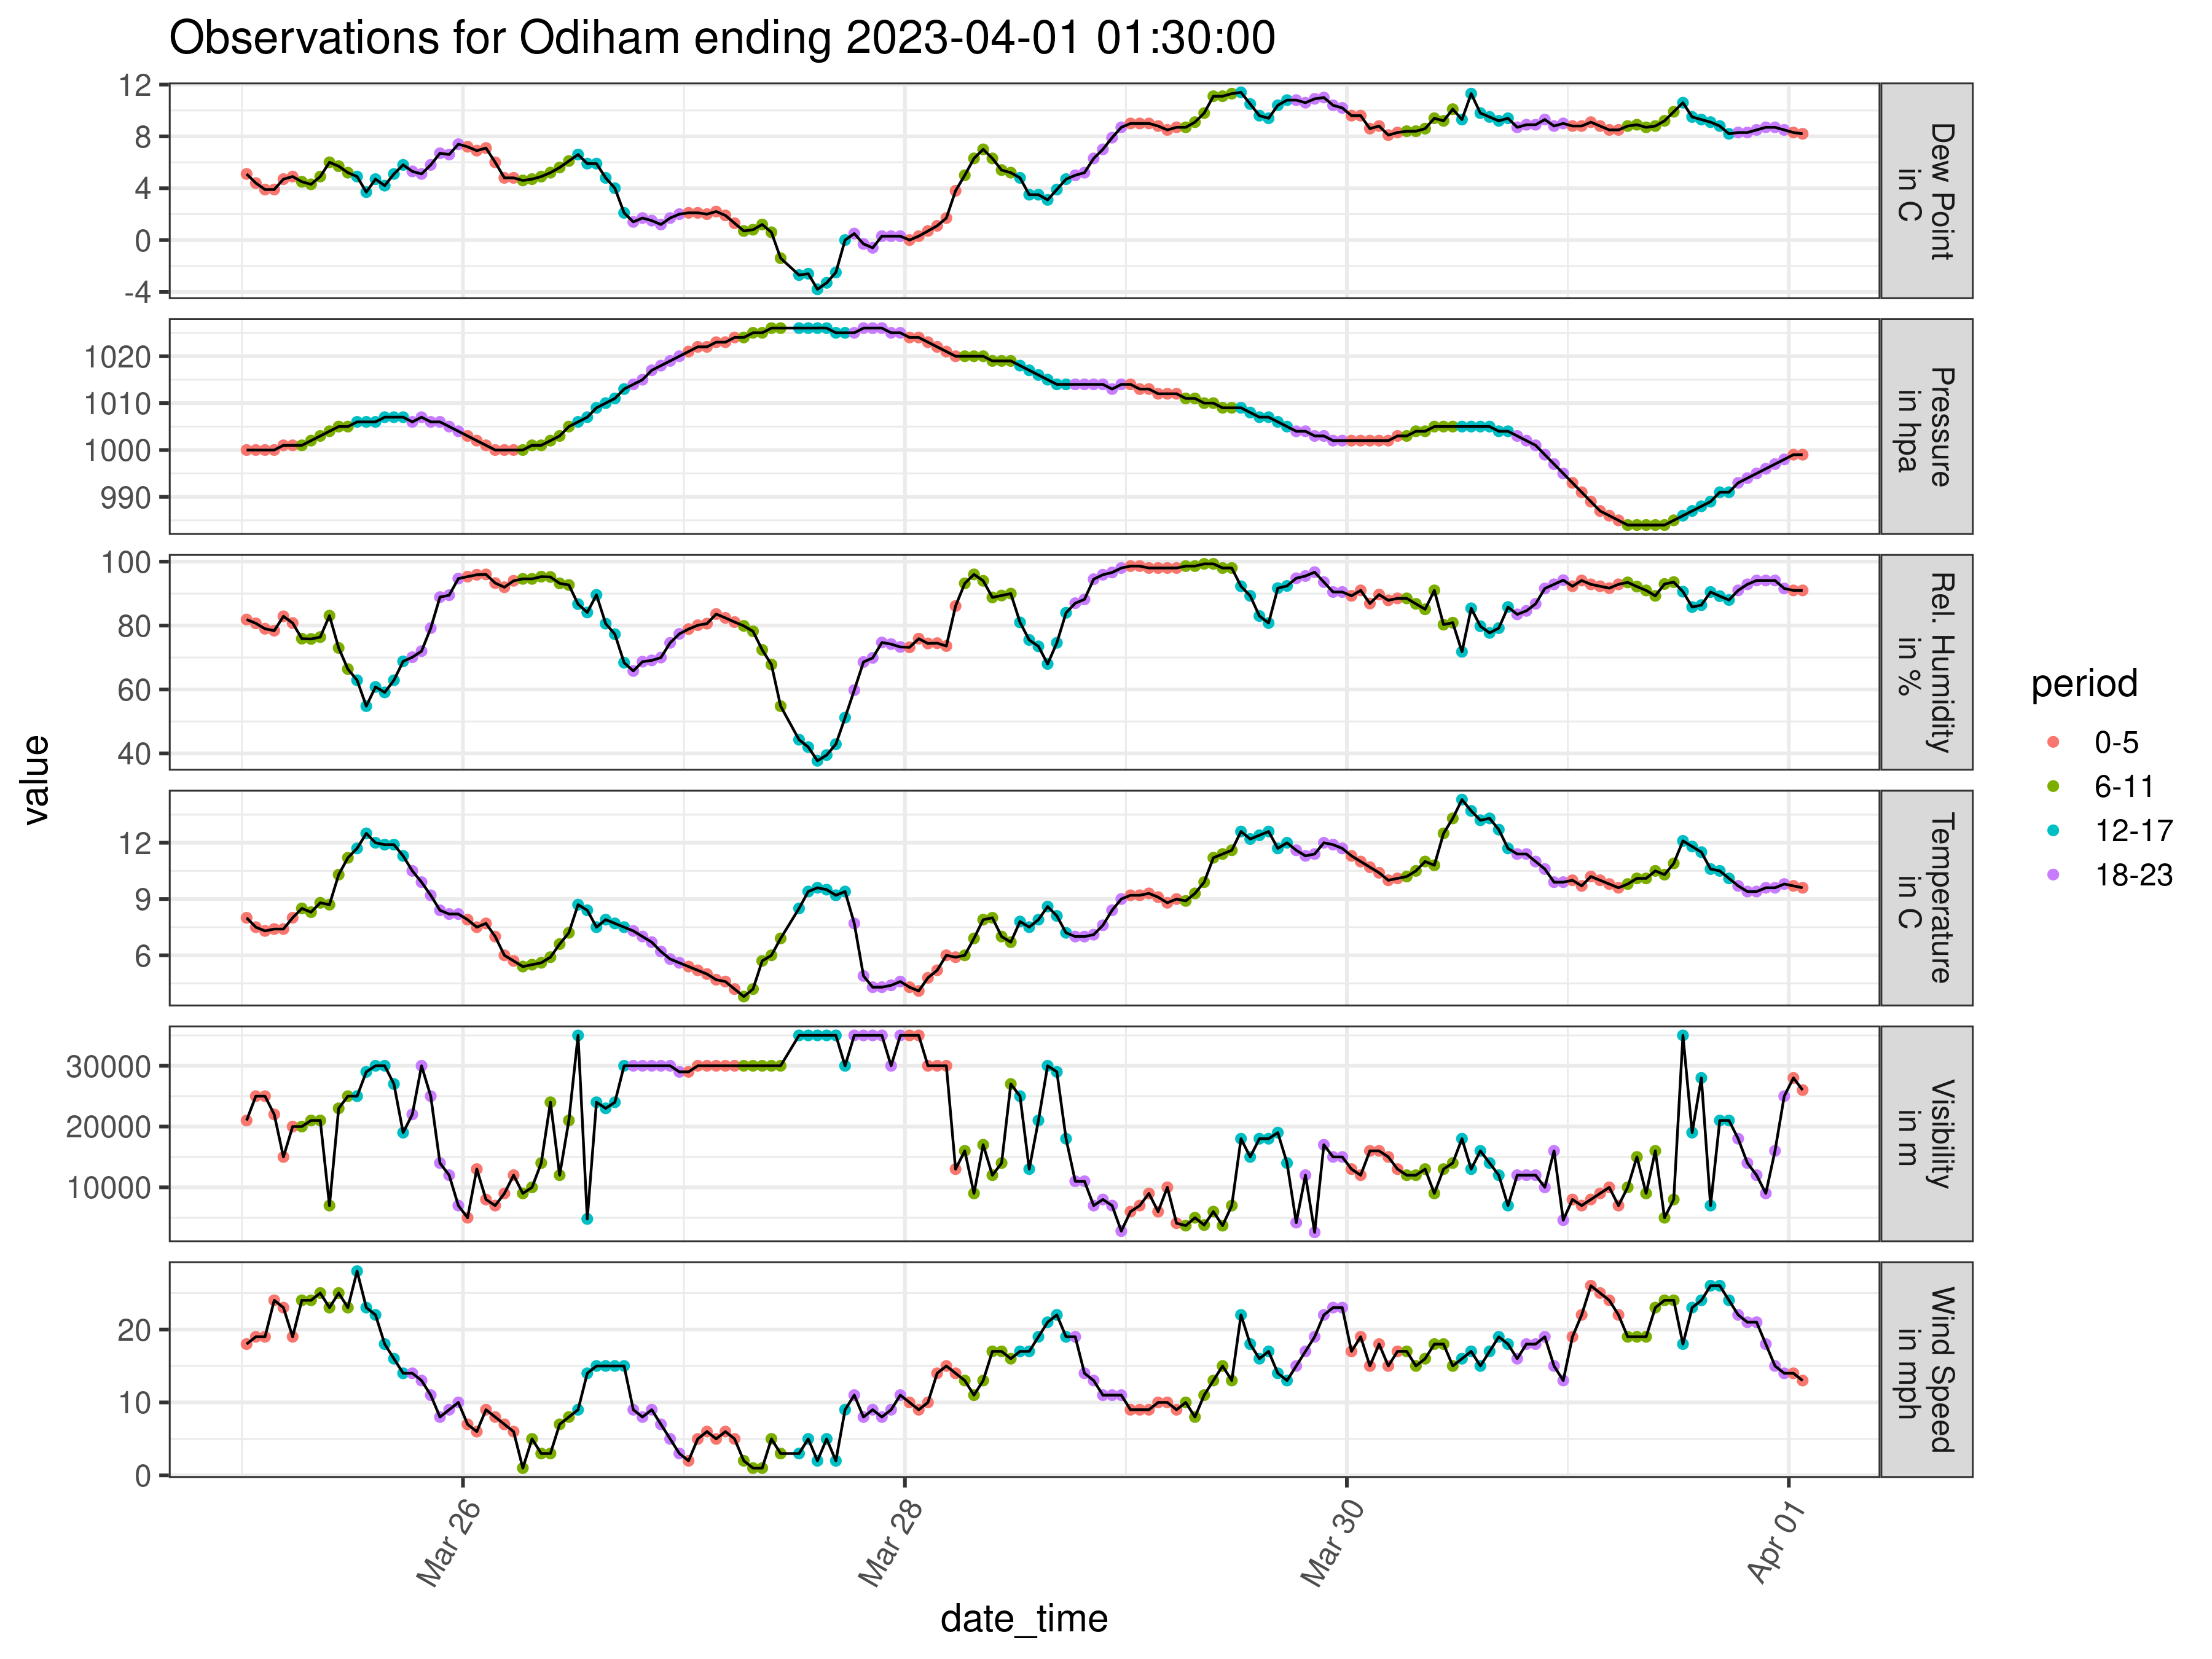 Observations for Odiham ending 2023-04-01 01:30:00
12
8
4
0
-4
Dew Point
in C
1020
1010
1000
990
Pressure
in hpa
100
80
60
40
Rel. Humidity
in %
12
9
6
Temperature
in C
30000
20000
10000
Visibility
in m
20
10
0
Wind Speed
in mph
value
Mar 26
Mar 28
Mar 30
Apr 01
date_time
period
0-5
6-11
12-17
18-23